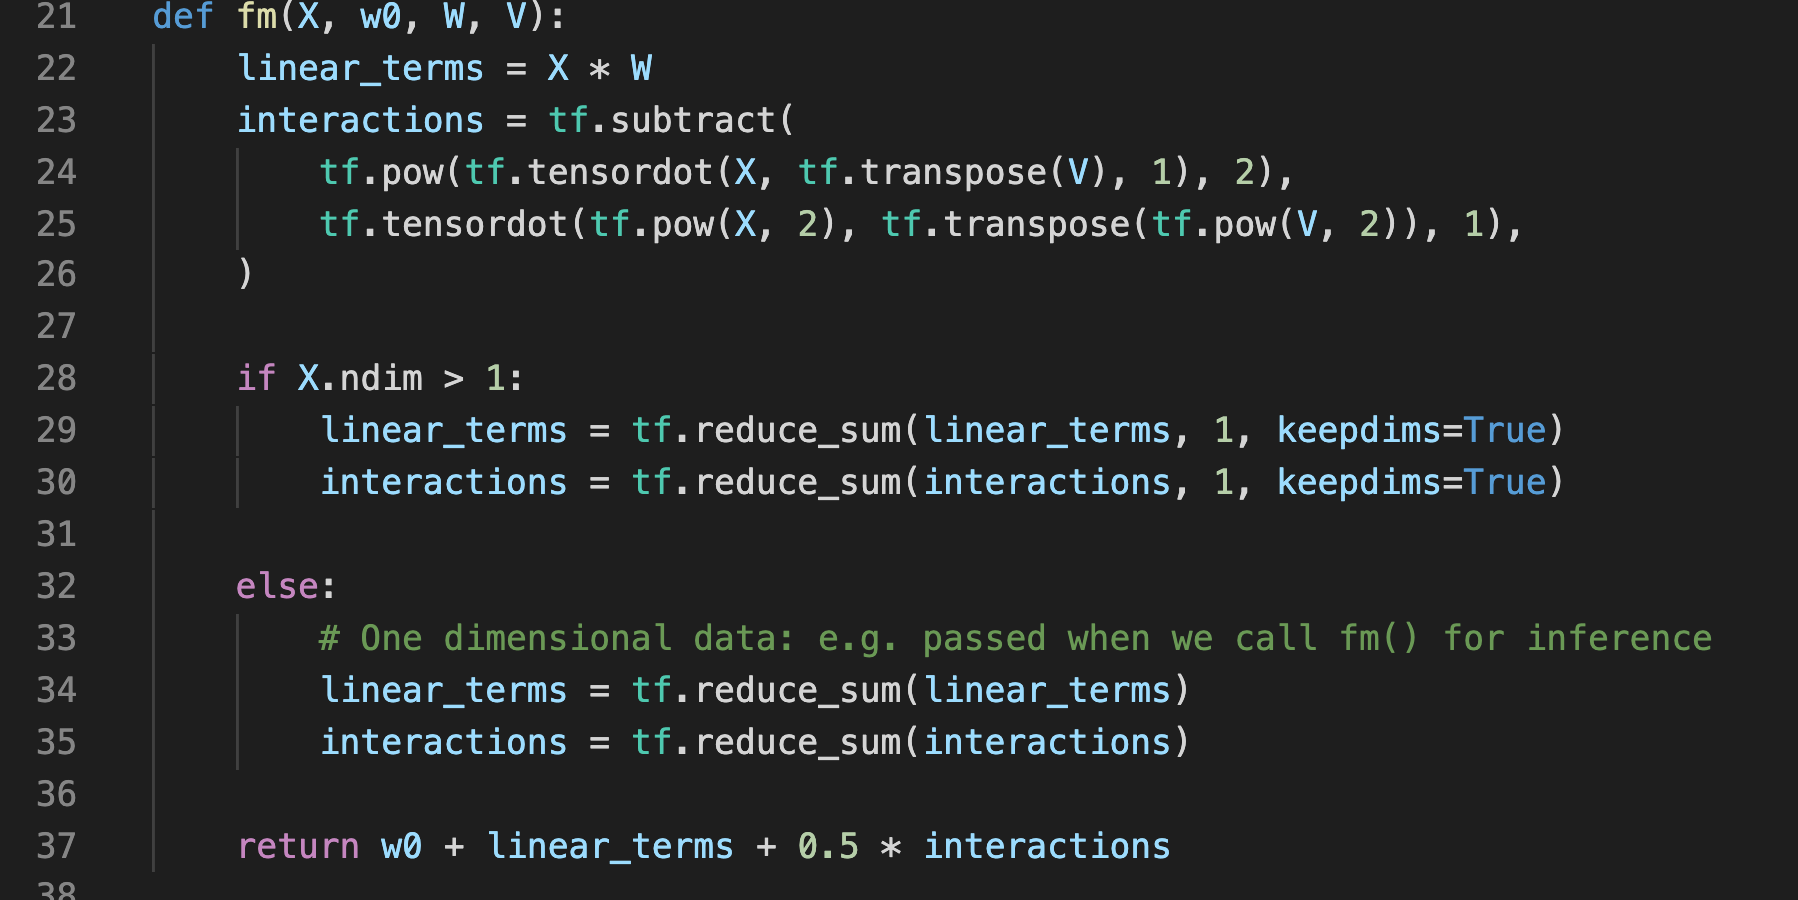 21 def fm(X, w0, W, V):
22 linear_terms = X * W
23 interactions = tf.subtract(
24 tf.pow(tf.tensordot(X, tf.transpose(V), 1), 2),
25 tf.tensordot(tf.pow(X, 2), tf.transpose(tf.pow(V, 2)), 1),
26 )
27
28 if X.ndim > 1:
29 linear_terms = tf.reduce_sum(linear_terms, 1, keepdims=True)
30 interactions = tf.reduce_sum(interactions, 1, keepdims=True)
31
32 else:
33 # One dimensional data: e.g. passed when we call fm() for inference
34 linear_terms = tf.reduce_sum(linear_terms)
35 interactions = tf.reduce_sum(interactions)
36
37 return w0 + linear_terms + 0.5 * interactions
38